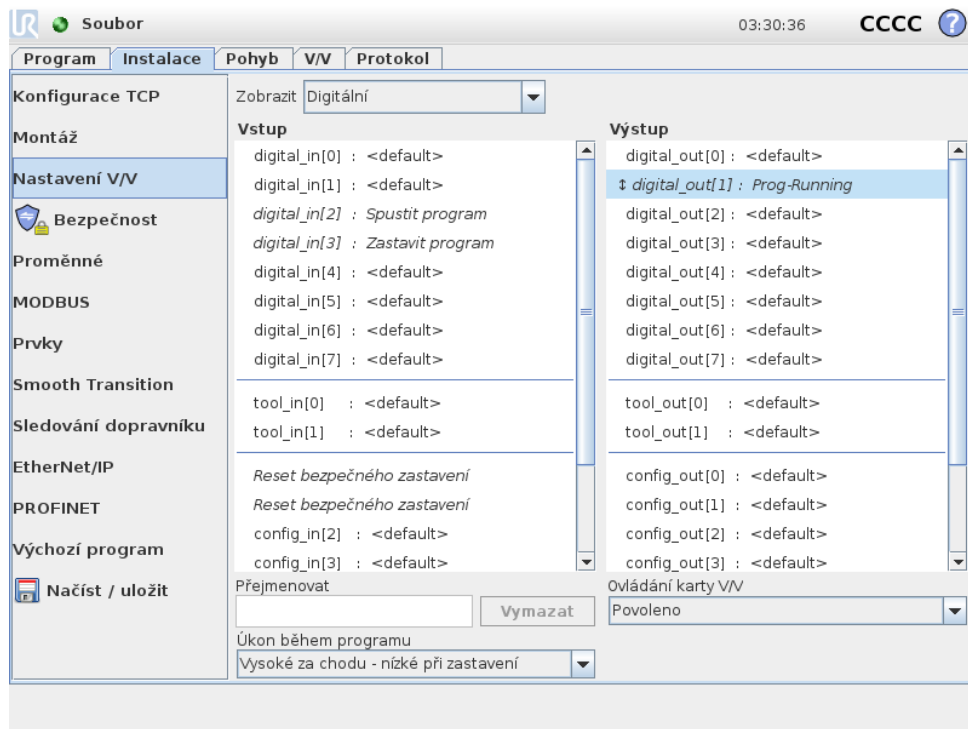 UR Soubor 03:30:36 CCCC ?
Program Instalace Pohyb V/V Protokol
Konfigurace TCP
Montáž
Nastavení V/V
Bezpečnost
Proměnné
MODBUS
Prvky
Smooth Transition
Sledování dopravníku
EtherNet/IP
PROFINET
Výchozí program
Načíst / uložit
Zobrazit Digitální
Vstup
digital_in[0] : <default>
digital_in[1] : <default>
digital_in[2] : Spustit program
digital_in[3] : Zastavit program
digital_in[4] : <default>
digital_in[5] : <default>
digital_in[6] : <default>
digital_in[7] : <default>
tool_in[0] : <default>
tool_in[1] : <default>
Reset bezpečného zastavení
Reset bezpečného zastavení
config_in[2] : <default>
config_in[3] : <default>
Výstup
digital_out[0] : <default>
↕ digital_out[1] : Prog-Running
digital_out[2] : <default>
digital_out[3] : <default>
digital_out[4] : <default>
digital_out[5] : <default>
digital_out[6] : <default>
digital_out[7] : <default>
tool_out[0] : <default>
tool_out[1] : <default>
config_out[0] : <default>
config_out[1] : <default>
config_out[2] : <default>
config_out[3] : <default>
Přejmenovat
Vymazat
Úkon během programu
Vysoké za chodu - nízké při zastavení
Ovládání karty V/V
Povoleno